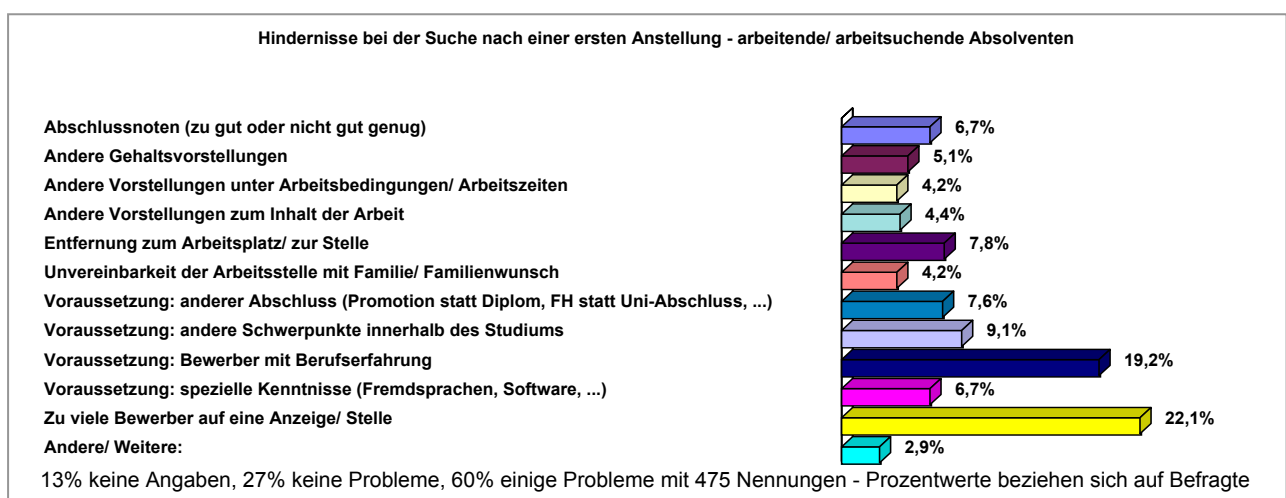 Hindernisse bei der Suche nach einer ersten Anstellung - arbeitende/ arbeitsuchende Absolventen
Abschlussnoten (zu gut oder nicht gut genug) 6,7%
Andere Gehaltsvorstellungen 5,1%
Andere Vorstellungen unter Arbeitsbedingungen/ Arbeitszeiten 4,2%
Andere Vorstellungen zum Inhalt der Arbeit 4,4%
Entfernung zum Arbeitsplatz/ zur Stelle 7,8%
Unvereinbarkeit der Arbeitsstelle mit Familie/ Familienwunsch 4,2%
Voraussetzung: anderer Abschluss (Promotion statt Diplom, FH statt Uni-Abschluss, ...) 7,6%
Voraussetzung: andere Schwerpunkte innerhalb des Studiums 9,1%
Voraussetzung: Bewerber mit Berufserfahrung 19,2%
Voraussetzung: spezielle Kenntnisse (Fremdsprachen, Software, ...) 6,7%
Zu viele Bewerber auf eine Anzeige/ Stelle 22,1%
Andere/ Weitere: 2,9%
13% keine Angaben, 27% keine Probleme, 60% einige Probleme mit 475 Nennungen - Prozentwerte beziehen sich auf Befragte